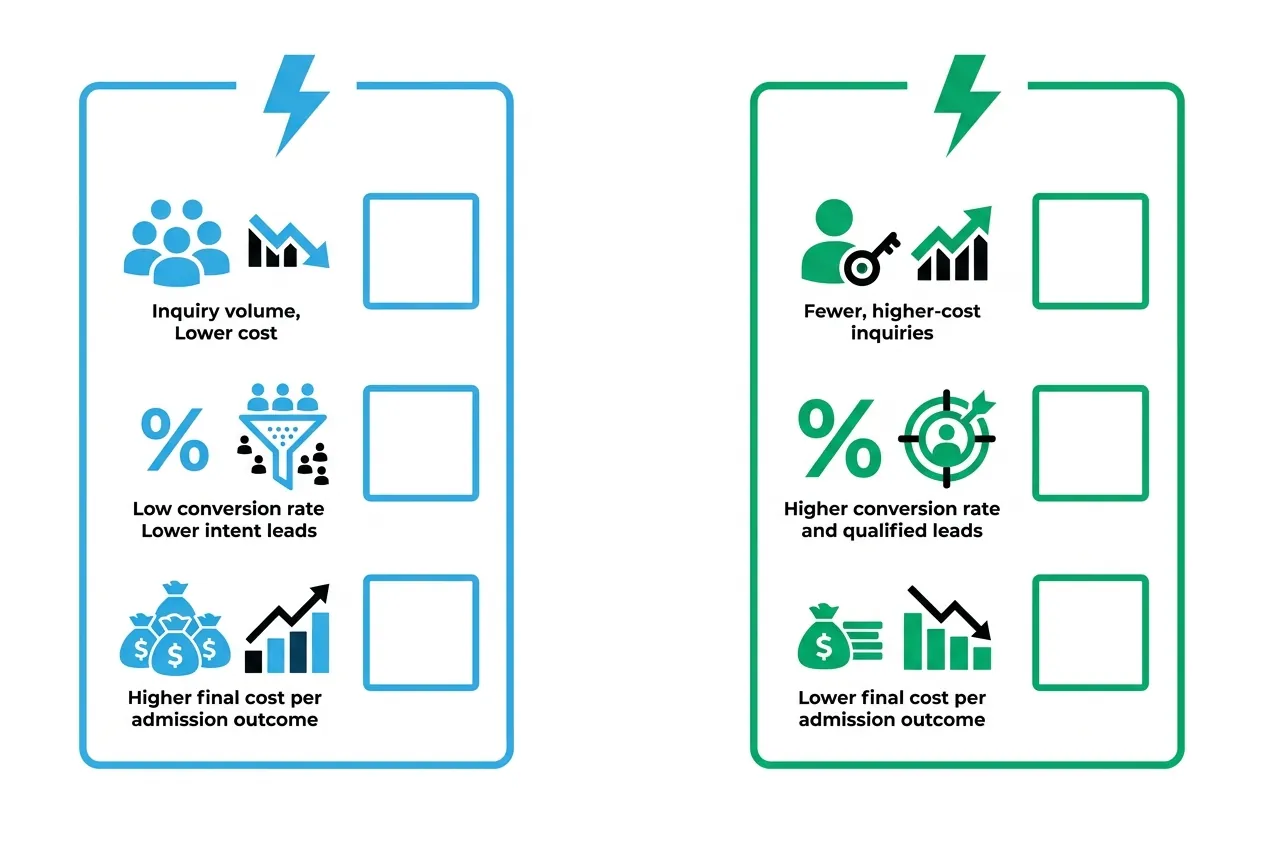 Inquiry volume,
Lower cost
%
Low conversion rate
Lower intent leads
$ $ $
Higher final cost per
admission outcome
Fewer, higher-cost
inquiries
%
Higher conversion rate
and qualified leads
$
Lower final cost per
admission outcome